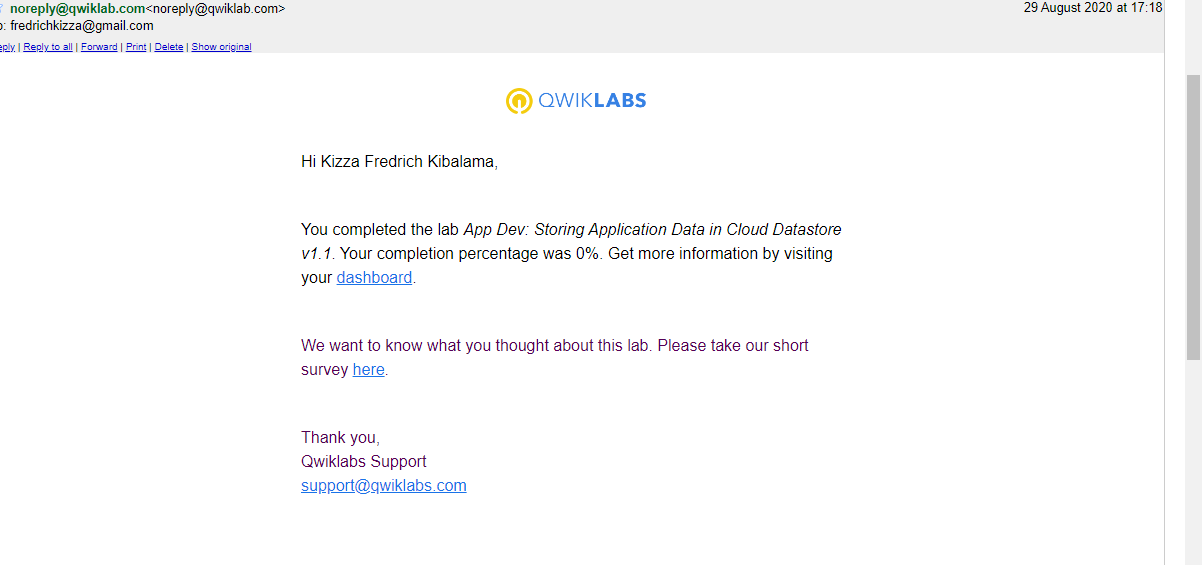 noreply@qwiklab.com<noreply@qwiklab.com>
29 August 2020 at 17:18
o: fredrichkizza@gmail.com
eply | Reply to all | Forward | Print | Delete | Show original
QWIKLABS
Hi Kizza Fredrich Kibalama,
You completed the lab App Dev: Storing Application Data in Cloud Datastore
v1.1. Your completion percentage was 0%. Get more information by visiting
your dashboard.
We want to know what you thought about this lab. Please take our short
survey here.
Thank you,
Qwiklabs Support
support@qwiklabs.com